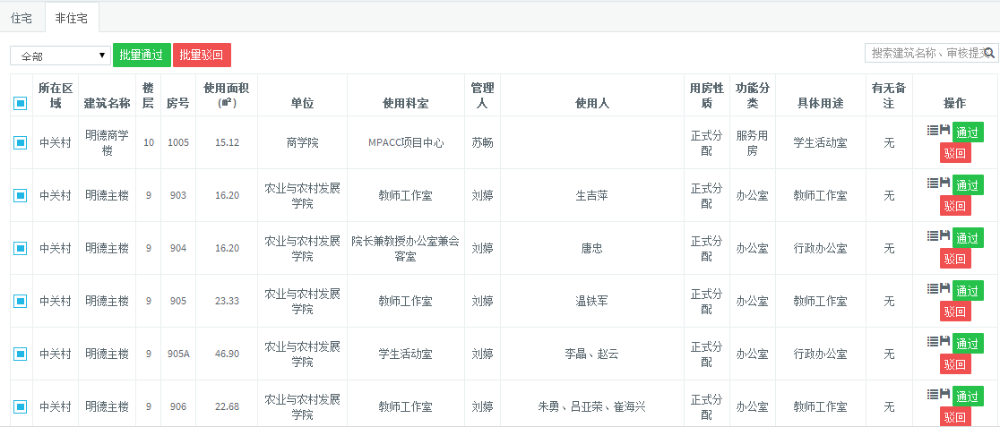 住宅 非住宅
全部 批量通过 批量驳回 搜索建筑名称、审核提交
所在区域 建筑名称 楼层 房号 使用面积（㎡） 单位 使用科室 管理人 使用人 用房性质 功能分类 具体用途 有无备注 操作
中关村 明德商学楼 10 1005 15.12 商学院 MPACC项目中心 苏畅 正式分配 服务用房 学生活动室 无 通过 驳回
中关村 明德主楼 9 903 16.20 农业与农村发展学院 教师工作室 刘婷 生吉萍 正式分配 办公室 教师工作室 无 通过 驳回
中关村 明德主楼 9 904 16.20 农业与农村发展学院 院长兼教授办公室兼会客室 刘婷 唐忠 正式分配 办公室 行政办公室 无 通过 驳回
中关村 明德主楼 9 905 23.33 农业与农村发展学院 教师工作室 刘婷 温铁军 正式分配 办公室 教师工作室 无 通过 驳回
中关村 明德主楼 9 905A 46.90 农业与农村发展学院 学生活动室 刘婷 李晶、赵云 正式分配 办公室 行政办公室 无 通过 驳回
中关村 明德主楼 9 906 22.68 农业与农村发展学院 教师工作室 刘婷 朱勇、吕亚荣、崔海兴 正式分配 办公室 教师工作室 无 通过 驳回